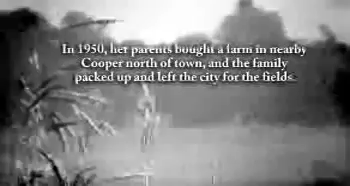 In 1950, her parents bought a farm in nearby
Cooper north of town, and the family
packed up and left the city for the fields